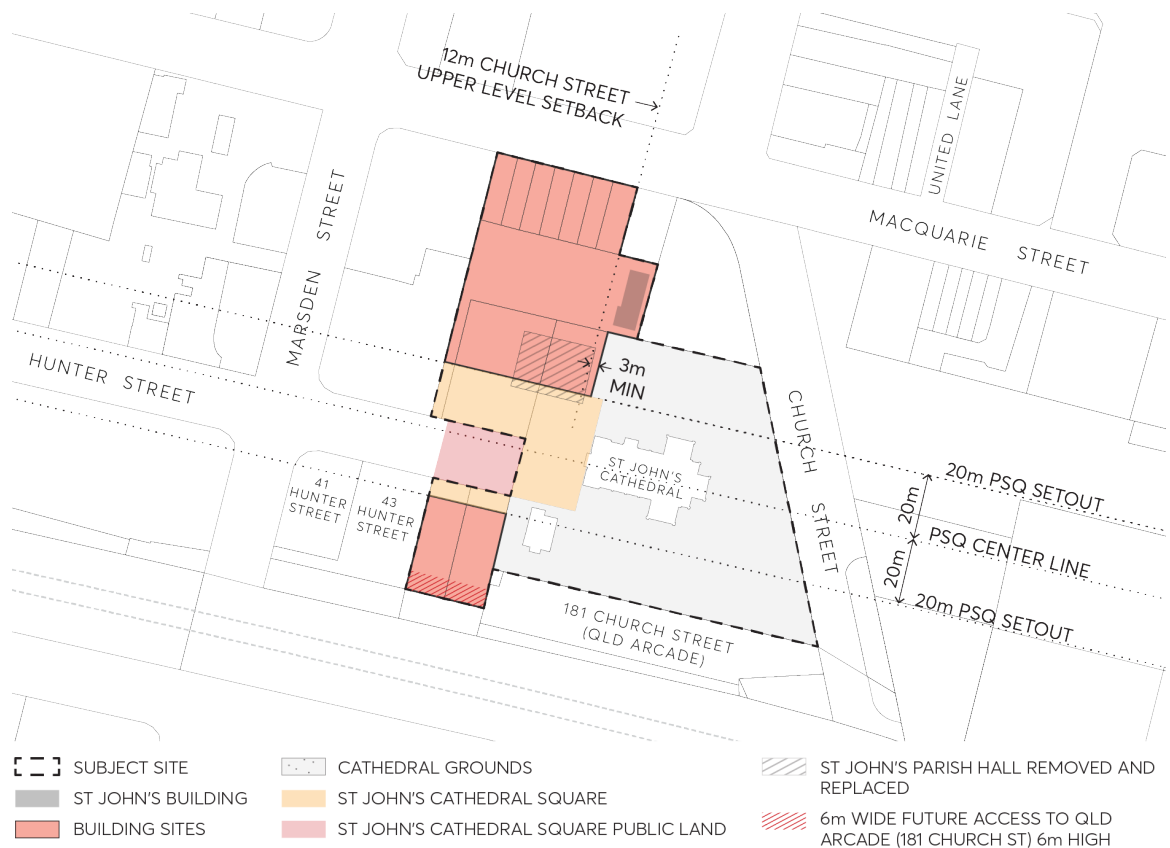 12m CHURCH STREET
UPPER LEVEL SETBACK
UNITED LANE
MACQUARIE STREET
MARSDEN STREET
HUNTER STREET
3m
MIN
CHURCH STREET
ST JOHN'S
CATHEDRAL
20m PSQ SETOUT
20m
PSQ CENTER LINE
20m
20m PSQ SETOUT
41
HUNTER
STREET
43
HUNTER
STREET
181 CHURCH STREET
(QLD ARCADE)
SUBJECT SITE
ST JOHN'S BUILDING
BUILDING SITES
CATHEDRAL GROUNDS
ST JOHN'S CATHEDRAL SQUARE
ST JOHN'S CATHEDRAL SQUARE PUBLIC LAND
ST JOHN'S PARISH HALL REMOVED AND
REPLACED
6m WIDE FUTURE ACCESS TO QLD
ARCADE (181 CHURCH ST) 6m HIGH